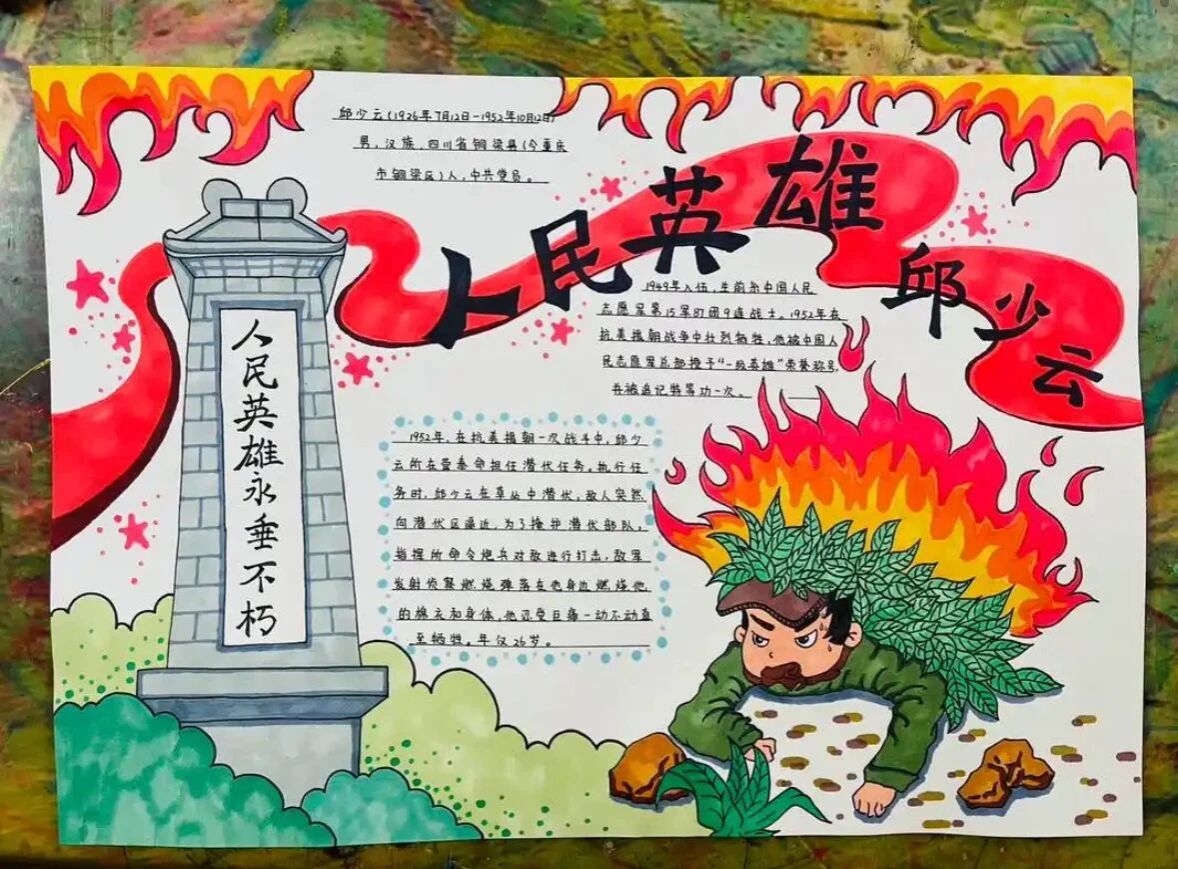 邱少云(1926年7月12日-1952年10月12日)
男,汉族,四川省铜梁县(今重庆
市铜梁区)人,中共党员。
人民英雄
邱少云
1949年入伍,生前系中国人民
志愿军第15军87团9连战士。1952年在
抗美援朝战争中壮烈牺牲,他被中国人
民志愿军总部授予“一级英雄”荣誉称号,
并被追记特等功一次。
人民英雄永垂不朽
1952年,在抗美援朝一次战斗中,邱少
云所在营奉命担任潜伏任务,执行任
务时,邱少云在草丛中潜伏,敌人突然
向潜伏区逼近,为了掩护潜伏部队,
指挥所命令炮兵对敌进行打击,敌军
发射侦察燃烧弹落在他身边燃烧他
的棉衣和身体,他忍受巨痛一动不动直
至牺牲。年仅26岁。